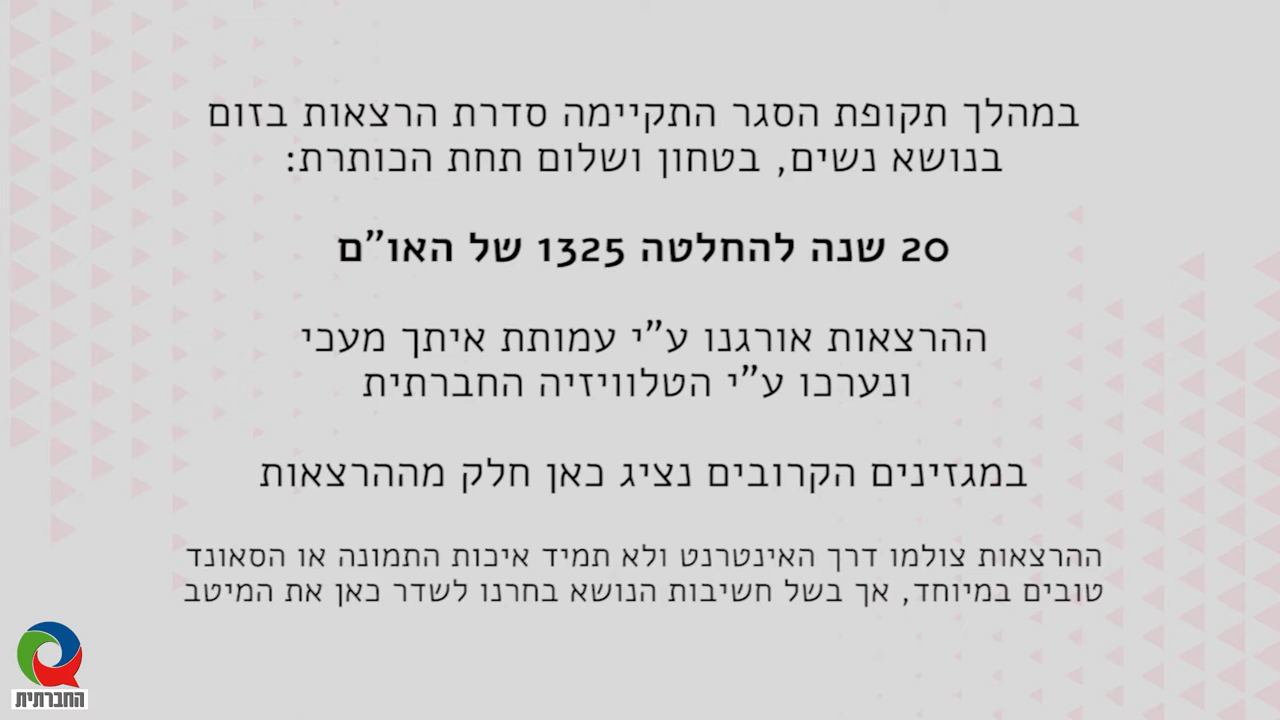 במהלך תקופת הסגר התקיימה סדרת הרצאות בזום
בנושא נשים, בטחון ושלום תחת הכותרת:
20 שנה להחלטה 1325 של האו"ם
ההרצאות אורגנו ע"י עמותת איתך מעכי
ונערכו ע"י הטלוויזיה החברתית
במגזינים הקרובים נציג כאן חלק מההרצאות
ההרצאות צולמו דרך האינטרנט ולא תמיד איכות התמונה או הסאונד
טובים במיוחד, אך בשל חשיבות הנושא בחרנו לשדר כאן את המיטב
החברתית